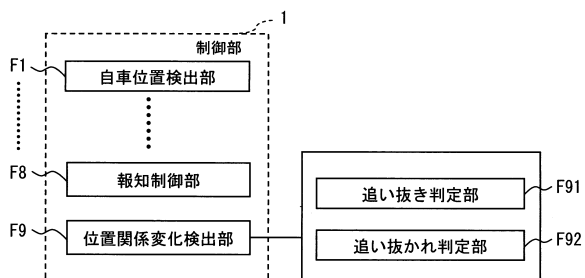 1
制御部
F1
自車位置検出部
F8
報知制御部
F9
位置関係変化検出部
追い抜き判定部
F91
追い抜かれ判定部
F92